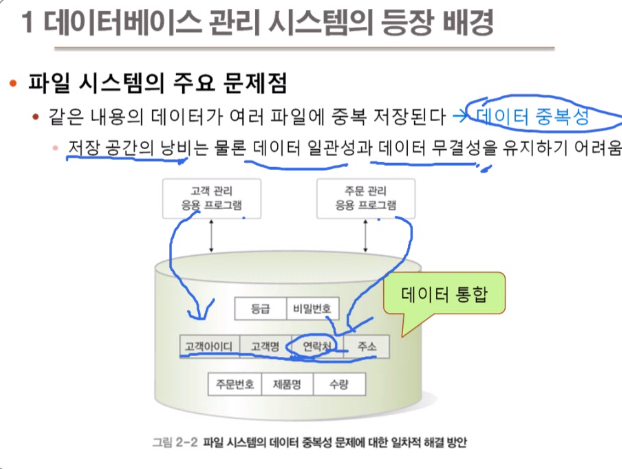 1 데이터베이스 관리 시스템의 등장 배경
• 파일 시스템의 주요 문제점
• 같은 내용의 데이터가 여러 파일에 중복 저장된다 → 데이터 중복성
• 저장 공간의 낭비는 물론 데이터 일관성과 데이터 무결성을 유지하기 어려움
고객 관리
응용 프로그램
주문 관리
응용 프로그램
데이터 통합
등급 비밀번호
고객아이디 고객명 연락처 주소
주문번호 제품명 수량
그림 2-2 파일 시스템의 데이터 중복성 문제에 대한 일차적 해결 방안